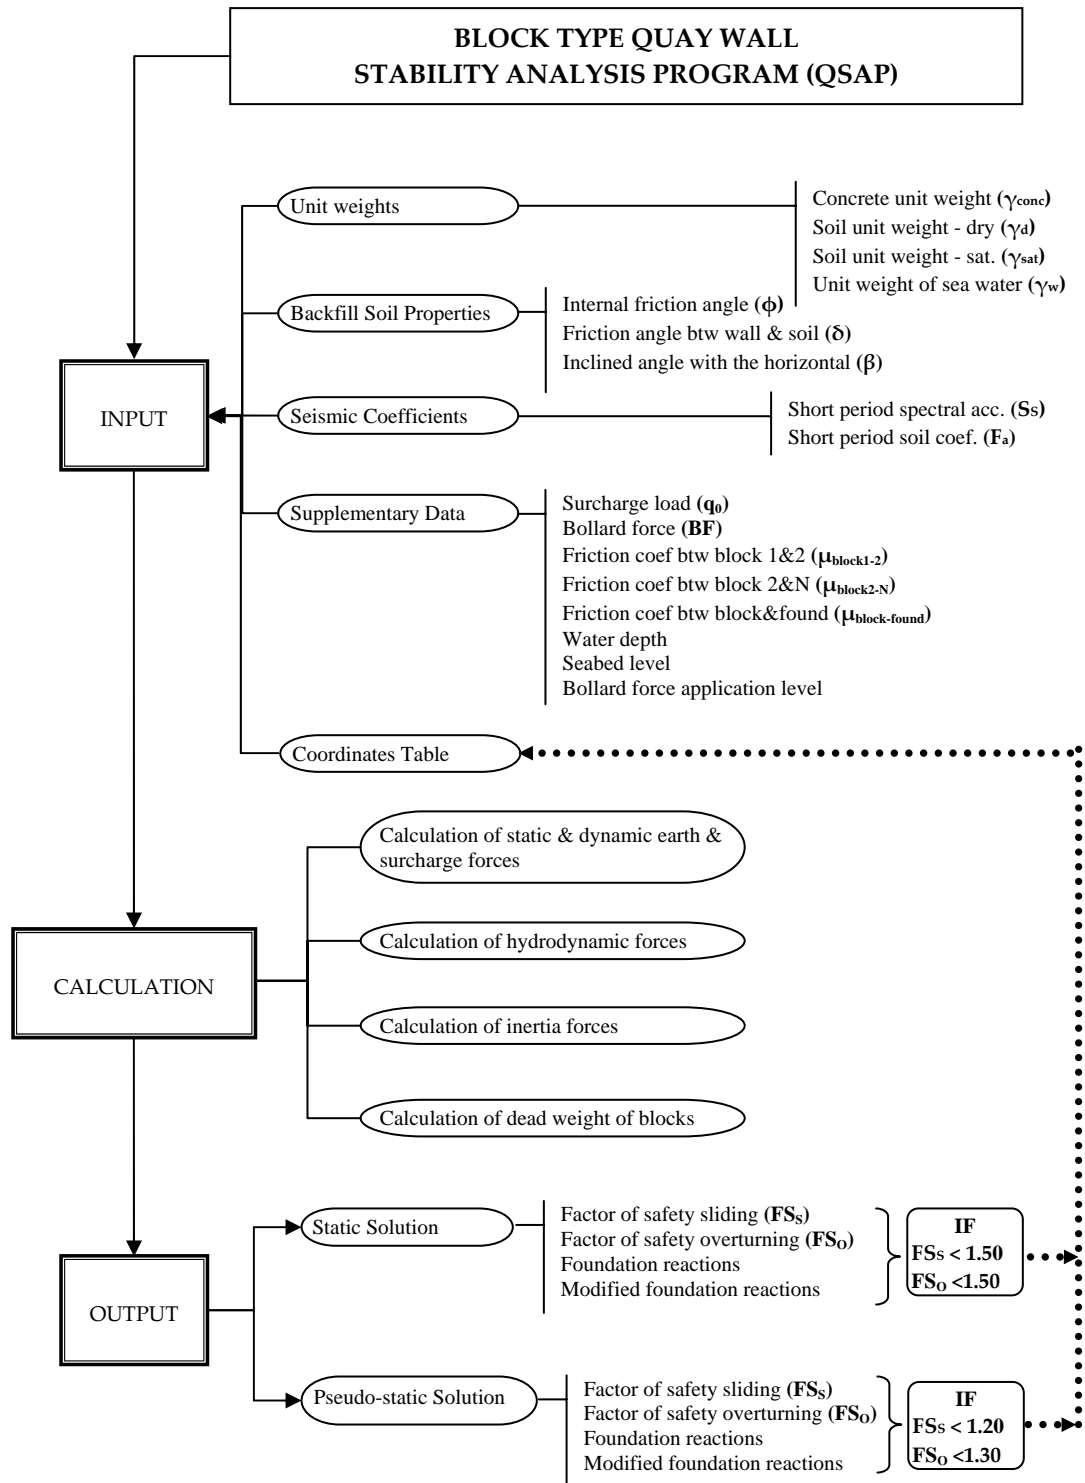 BLOCK TYPE QUAY WALL
STABILITY ANALYSIS PROGRAM (QSAP)
Unit weights
Concrete unit weight (γconc)
Soil unit weight - dry (γd)
Soil unit weight - sat. (γsat)
Unit weight of sea water (γw)
Backfill Soil Properties
Internal friction angle (ϕ)
Friction angle btw wall & soil (δ)
Inclined angle with the horizontal (β)
INPUT
Seismic Coefficients
Short period spectral acc. (Ss)
Short period soil coef. (Fa)
Supplementary Data
Surcharge load (q0)
Bollard force (BF)
Friction coef btw block 1&2 (μblock1-2)
Friction coef btw block 2&N (μblock2-N)
Friction coef btw block&found (μblock-found)
Water depth
Seabed level
Bollard force application level
Coordinates Table
Calculation of static & dynamic earth &
surcharge forces
Calculation of hydrodynamic forces
CALCULATION
Calculation of inertia forces
Calculation of dead weight of blocks
Static Solution
Factor of safety sliding (FSS)
Factor of safety overturning (FSO)
Foundation reactions
Modified foundation reactions
IF
FSs < 1.50
FSO <1.50
OUTPUT
Pseudo-static Solution
Factor of safety sliding (FSS)
Factor of safety overturning (FSO)
Foundation reactions
Modified foundation reactions
IF
FSs < 1.20
FSO <1.30